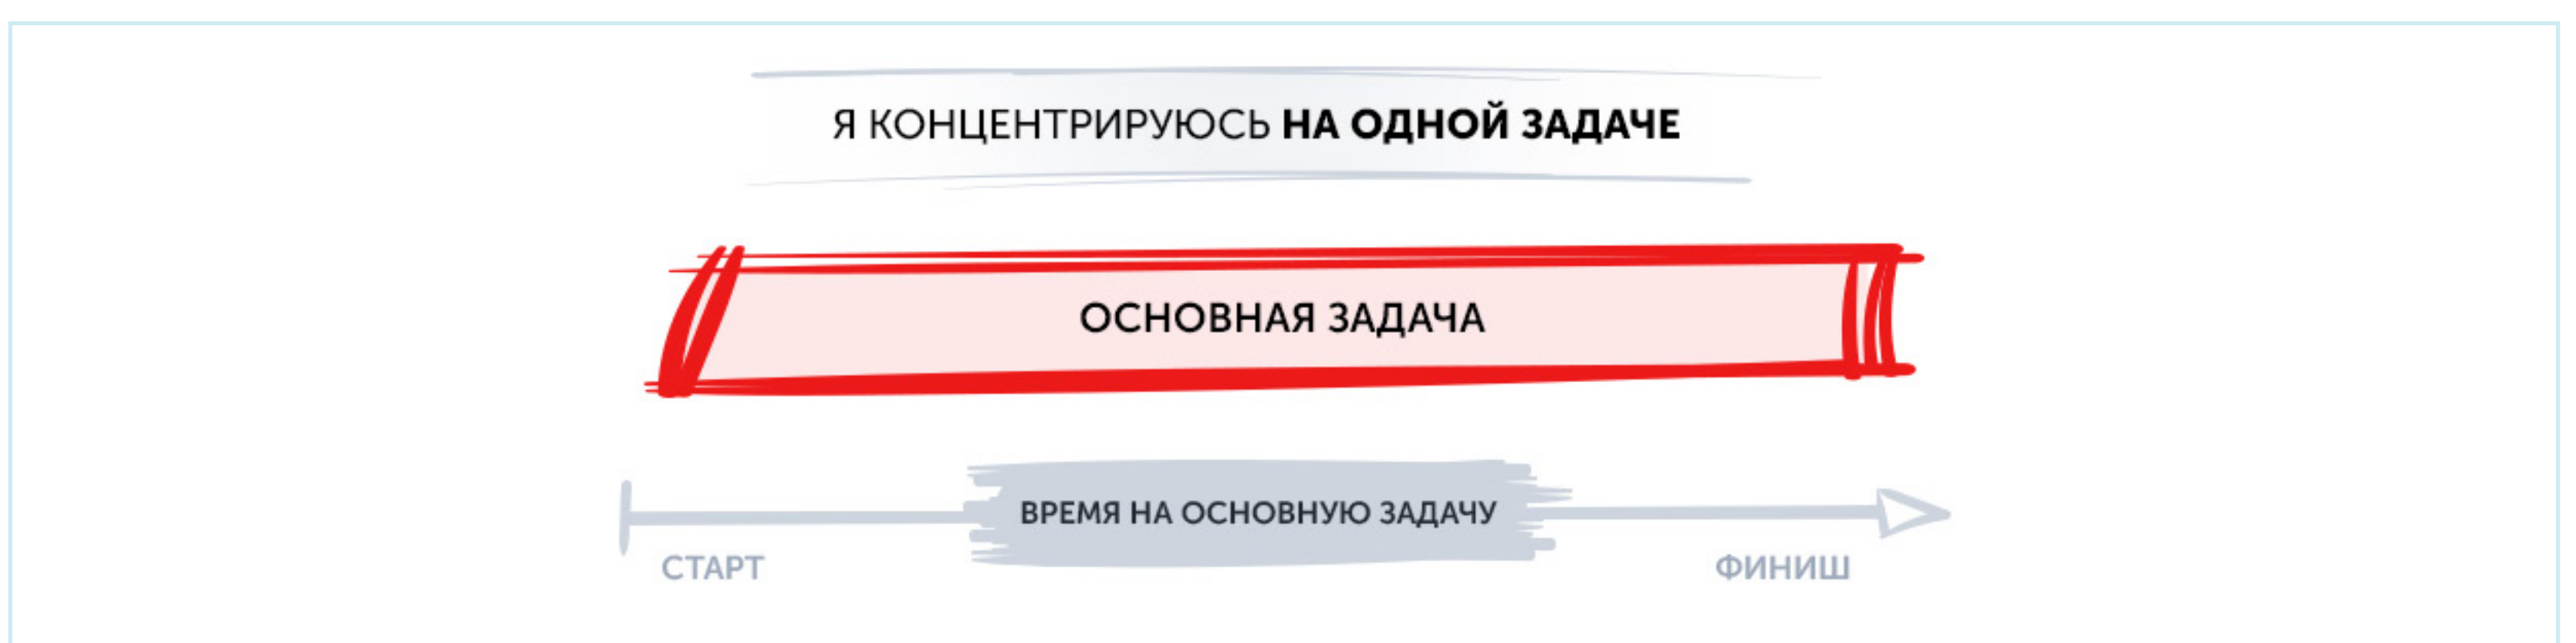 Я КОНЦЕНТРИРУЮСЬ НА ОДНОЙ ЗАДАЧЕ
ОСНОВНАЯ ЗАДАЧА
ВРЕМЯ НА ОСНОВНУЮ ЗАДАЧУ
СТАРТ
ФИНИШ